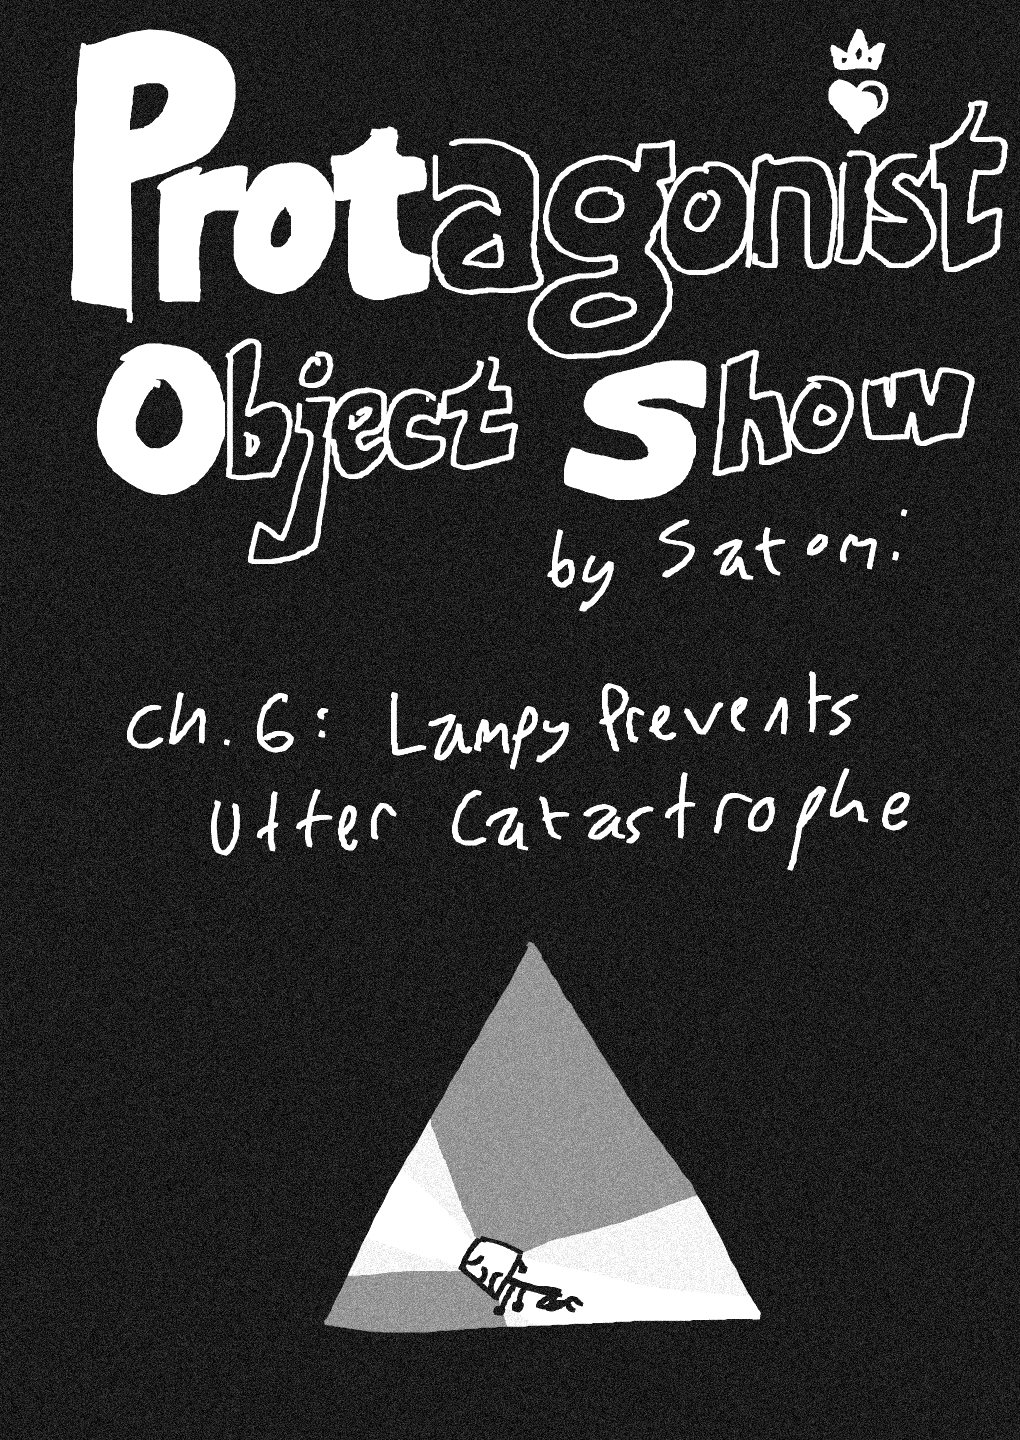 Protagonist
Object Show
by Satomi
Ch. 6: Lampy Prevents
Utter Catastrophe